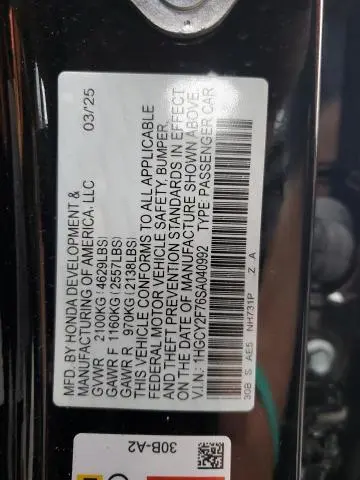 MFD. BY HONDA DEVELOPMENT &
MANUFACTURING OF AMERICA, LLC 03/'25
GVWR 2100KG (4629LBS)
GAWR F 1160KG (2557LBS)
GAWR R 970KG (2138LBS)
THIS VEHICLE CONFORMS TO ALL APPLICABLE
FEDERAL MOTOR VEHICLE SAFETY, BUMPER,
AND THEFT PREVENTION STANDARDS IN EFFECT
ON THE DATE OF MANUFACTURE SHOWN ABOVE.
V.I.N.: 1HGCY2F76SA040992 TYPE: PASSENGER CAR
30B S AE5 NH731P Z A
30B-A2